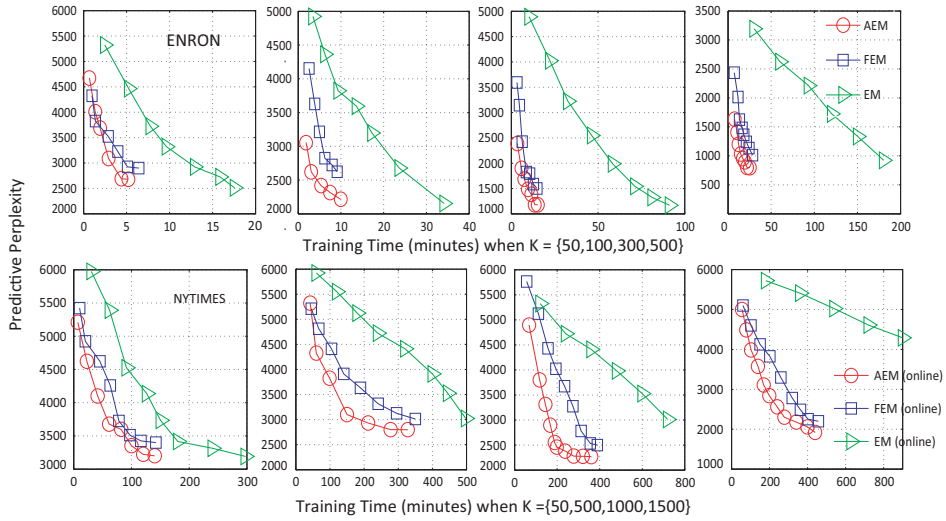 5500 5000 4500 4000 3500 3000 2500 2000
0 5 10 15 20
ENRON
5000 4500 4000 3500 3000 2500 2000
0 10 20 30 40
5000 4000 3000 2000 1000
0 50 100
3500 3000 2500 2000 1500 1000 500
0 50 100 150 200
AEM
FEM
EM
Predictive Perplexity
Training Time (minutes) when K = {50,100,300,500}
6000 5500 5000 4500 4000 3500 3000
0 50 100 150 200 250 300
NYTIMES
6000 5500 5000 4500 4000 3500 3000 2500 2000
0 100 200 300 400 500
6000 5500 5000 4500 4000 3500 3000 2500 2000
0 200 400 600 800
6000 5000 4000 3000 2000 1000
0 200 400 600 800
AEM (online)
FEM (online)
EM (online)
Training Time (minutes) when K ={50,500,1000,1500}